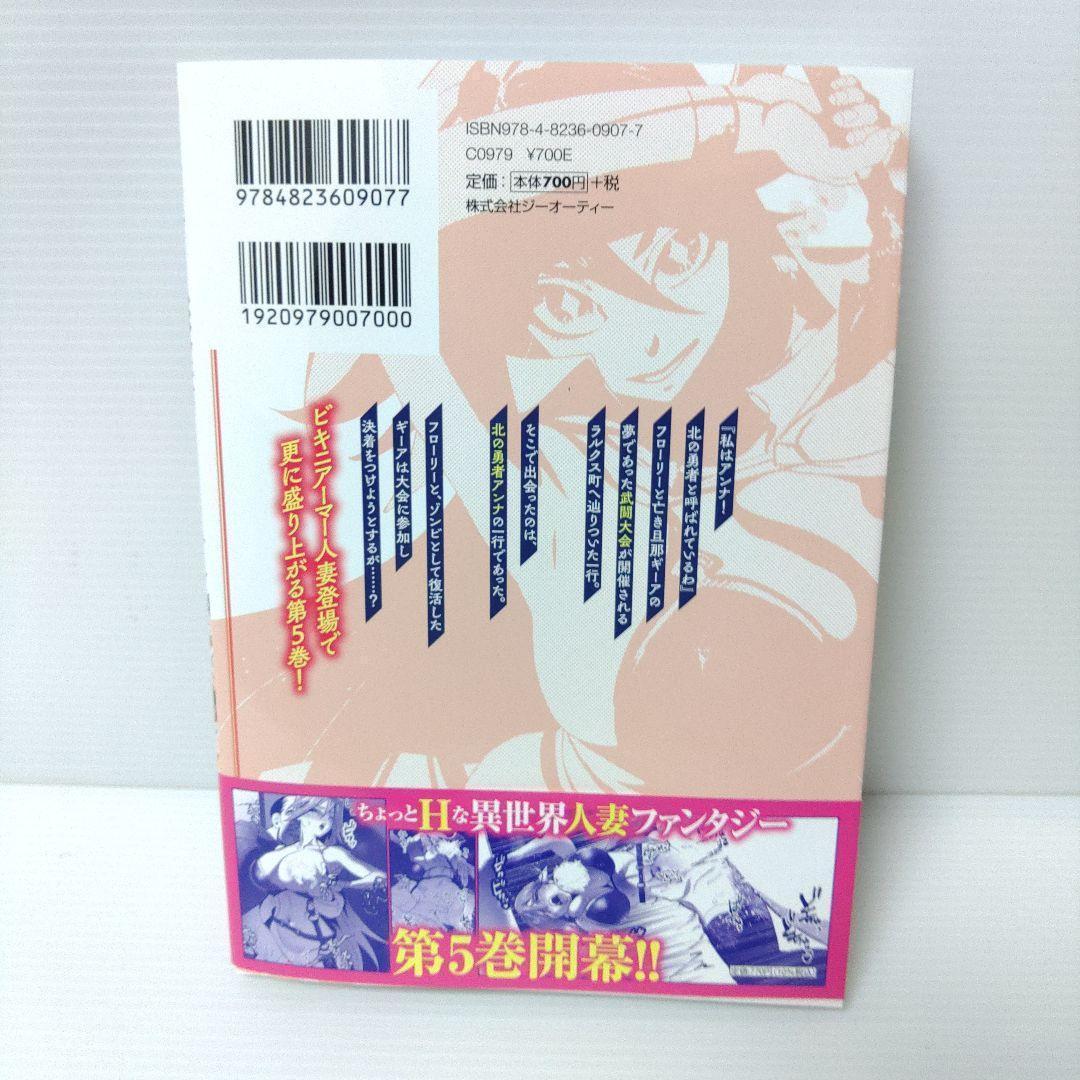 ISBN978-4-8236-0907-7
C0979 ¥700E
定価：本体700円+税
株式会社ジーオーティー
9784823609077
1920979007000
『私はアンナ！
北の勇者と呼ばれているわ』
フローリーと亡き旦那ギーアの
夢であった武闘大会が開催される
ラルクス町へ辿りついた一行。
そこで出会ったのは、
北の勇者アンナの一行であった。
フローリーと、ゾンビとして復活した
ギーアは大会に参加し
決着をつけようとするが……？
ビキニアーマー人妻登場で
更に盛り上がる第5巻！
ちょっとHな異世界人妻ファンタジー
第5巻開幕!!